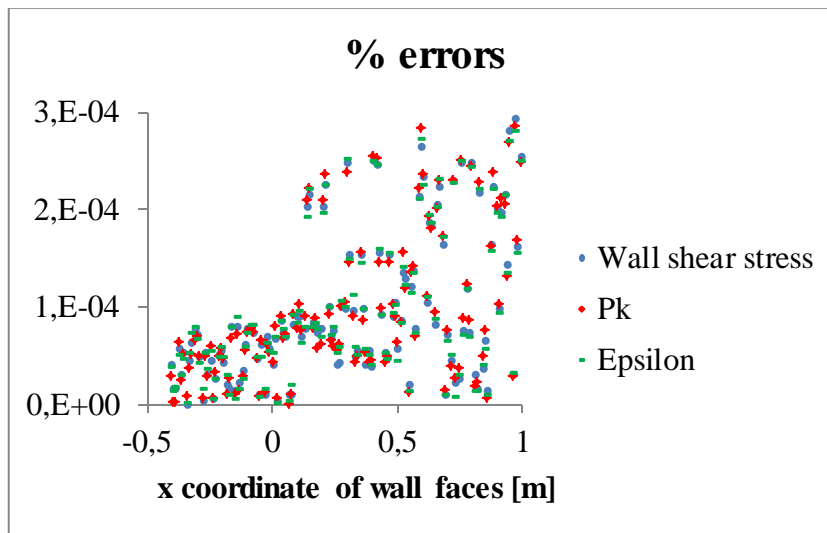 % errors
3,E-04
2,E-04
1,E-04
0,E+00
-0,5 0 0,5 1
x coordinate of wall faces [m]
Wall shear stress
Pk
Epsilon